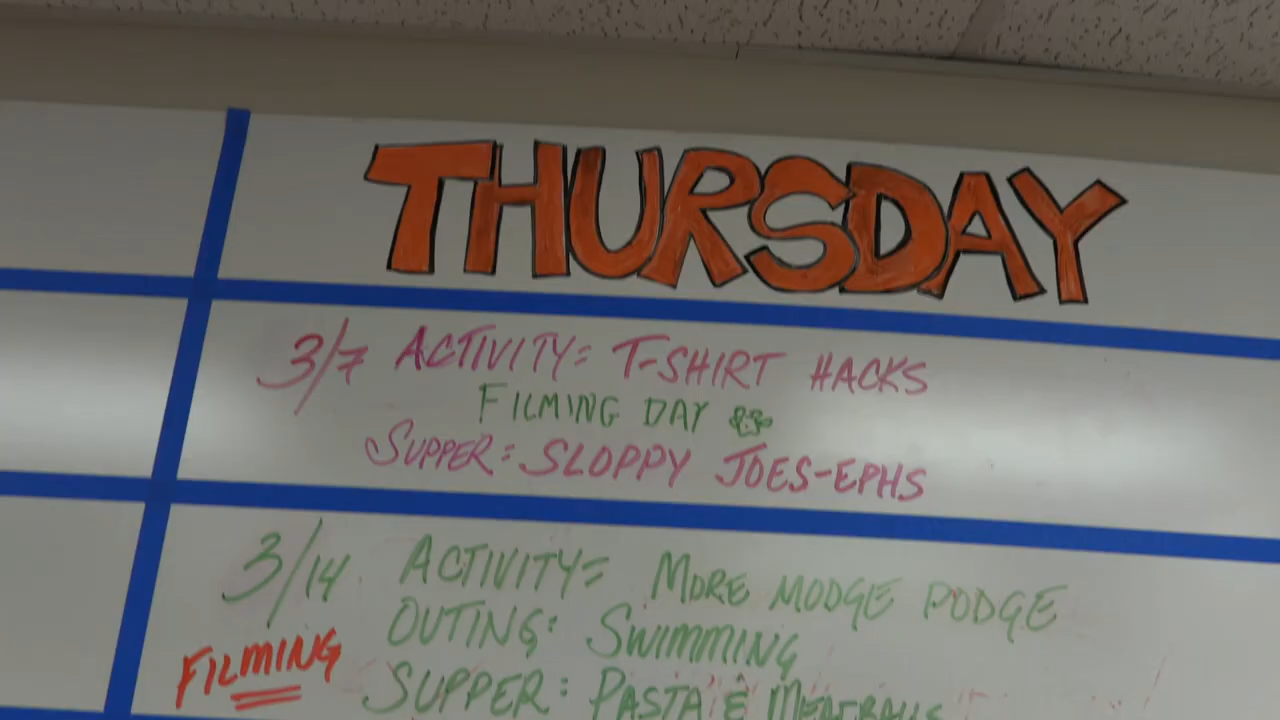 THURSDAY
3/7 ACTIVITY: T-SHIRT HACKS
FILMING DAY
SUPPER: SLOPPY JOES-EPHS
3/14 ACTIVITY: MORE MODGE PODGE
OUTING: SWIMMING
FILMING
SUPPER: PASTA & MEATBALLS